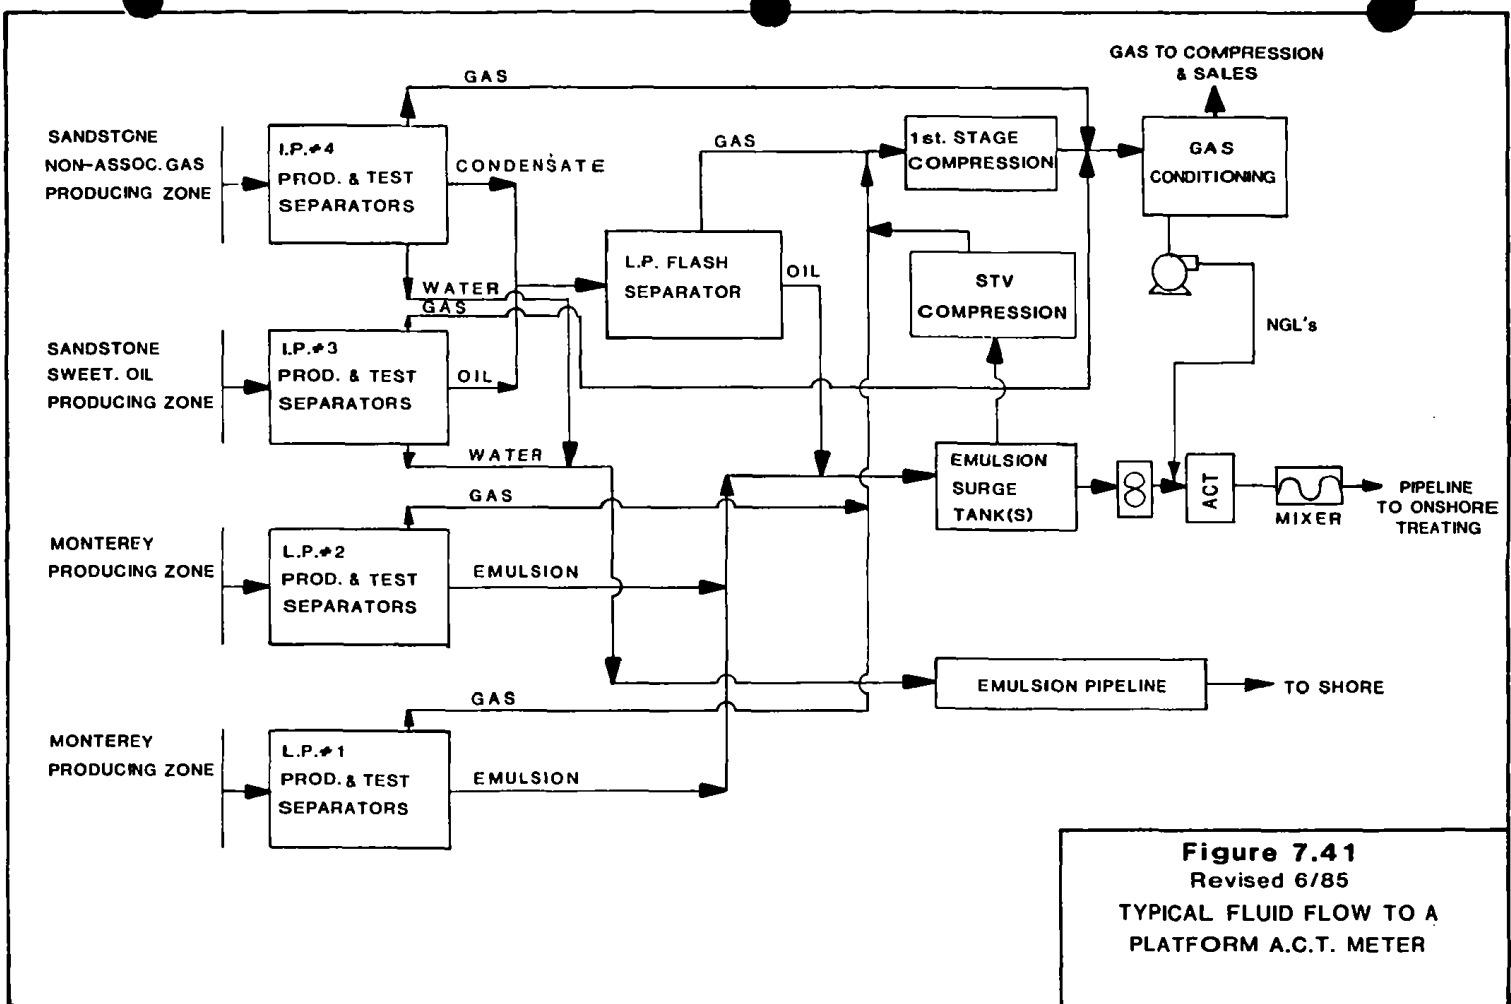 GAS TO COMPRESSION
& SALES
GAS
SANDSTONE
NON-ASSOC. GAS
PRODUCING ZONE
I.P.#4
PROD. & TEST
SEPARATORS
CONDENSATE
WATER
GAS
1st. STAGE
COMPRESSION
GAS
CONDITIONING
L.P. FLASH
SEPARATOR
OIL
STV
COMPRESSION
NGL's
SANDSTONE
SWEET. OIL
PRODUCING ZONE
I.P.#3
PROD. & TEST
SEPARATORS
GAS
OIL
WATER
EMULSION
SURGE
TANK(S)
ACT
MIXER
PIPELINE
TO ONSHORE
TREATING
MONTEREY
PRODUCING ZONE
L.P.#2
PROD. & TEST
SEPARATORS
GAS
EMULSION
EMULSION PIPELINE
TO SHORE
MONTEREY
PRODUCING ZONE
L.P.#1
PROD. & TEST
SEPARATORS
GAS
EMULSION
Figure 7.41
Revised 6/85
TYPICAL FLUID FLOW TO A
PLATFORM A.C.T. METER